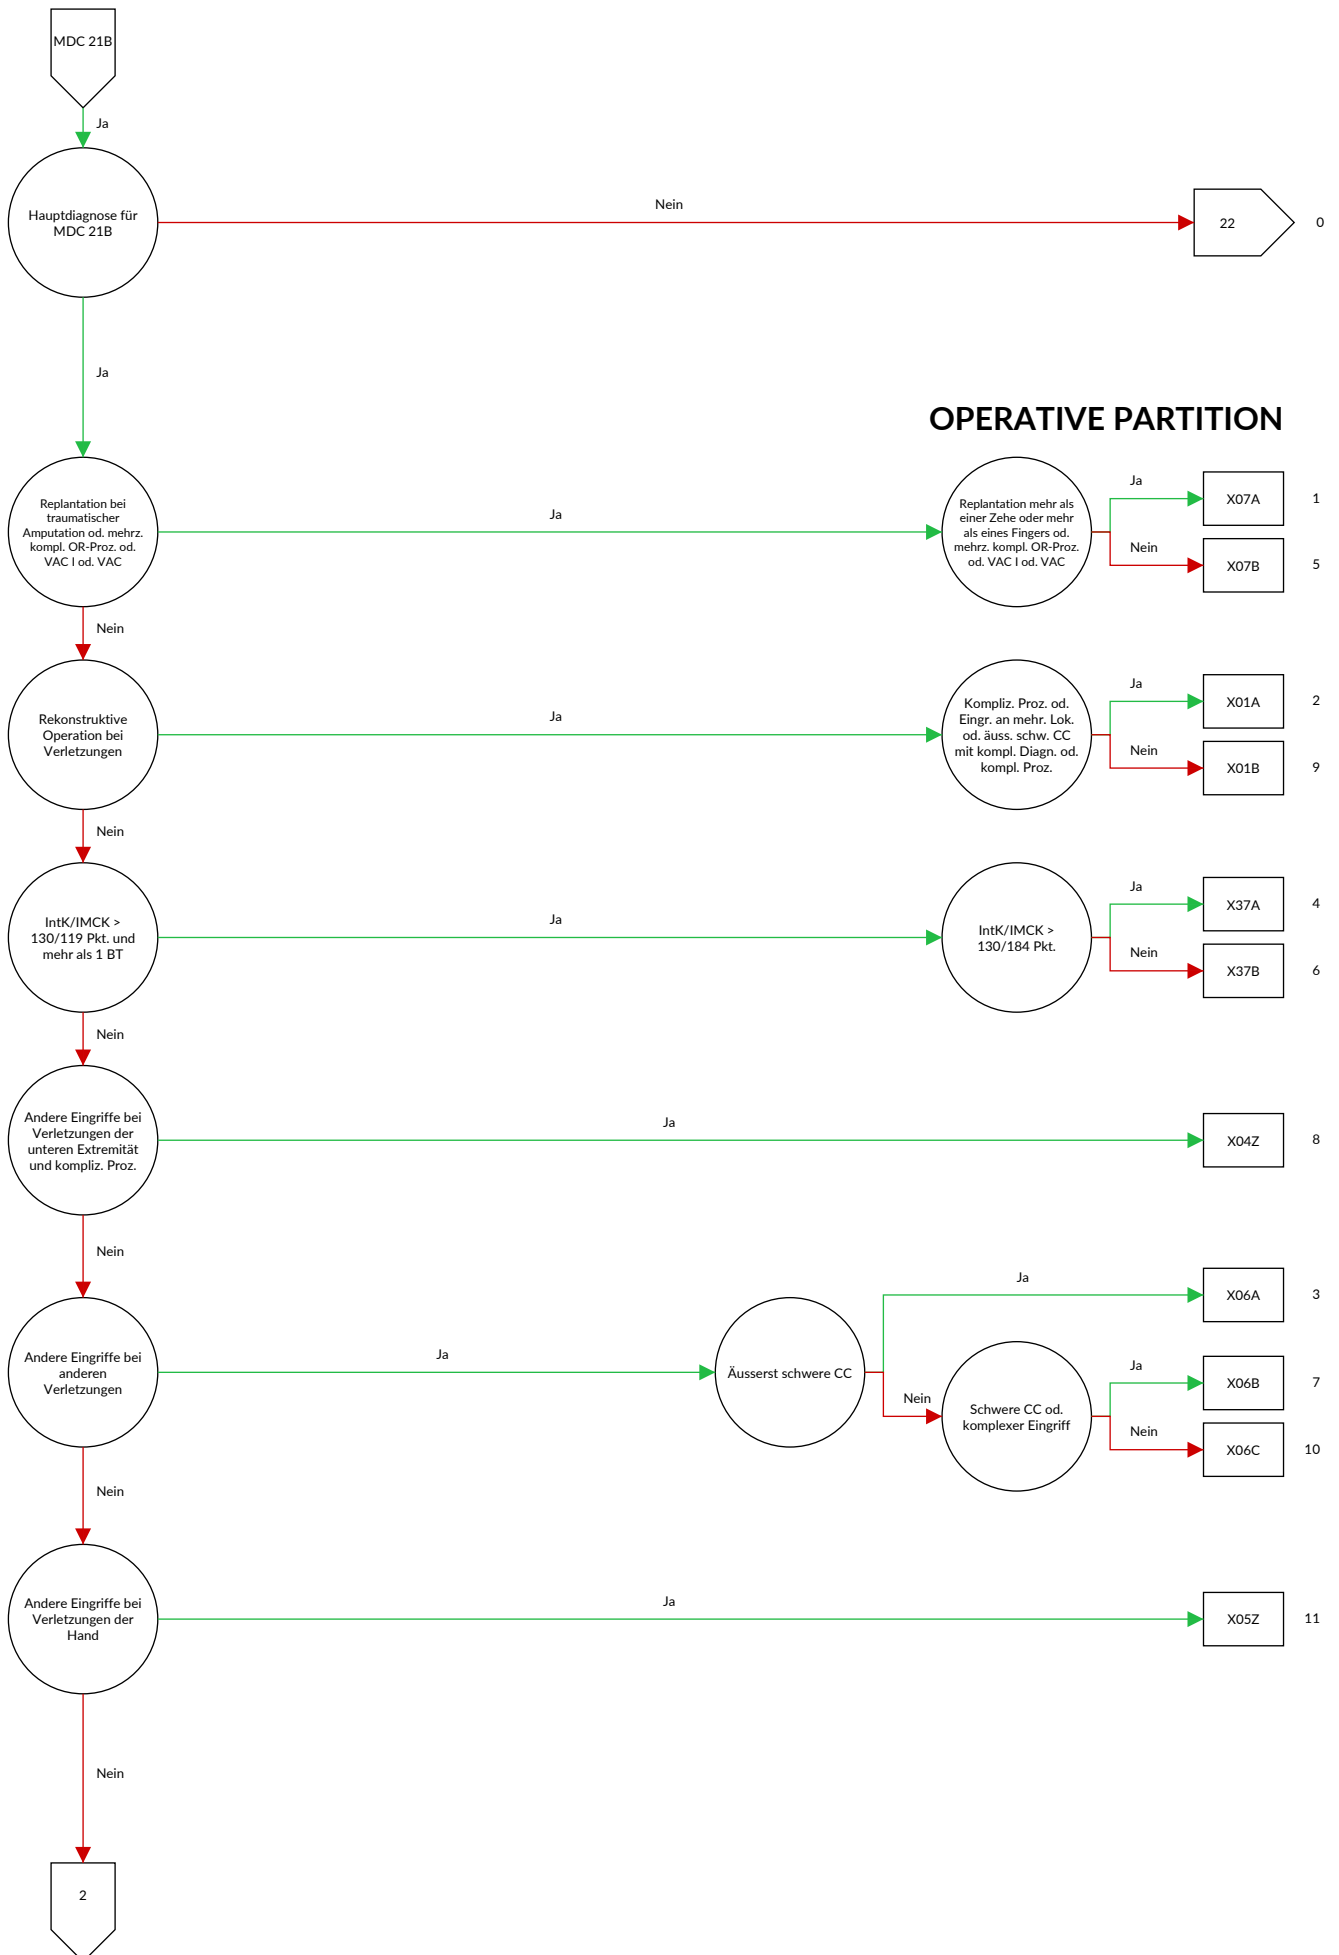 MDC 21B
Ja
Hauptdiagnose für
MDC 21B
Nein
22
0
Ja
OPERATIVE PARTITION
Replantation bei
traumatischer
Amputation od. mehrz.
kompl. OR-Proz. od.
VAC I od. VAC
Ja
Replantation mehr als
einer Zehe oder mehr
als eines Fingers od.
mehrz. kompl. OR-Proz.
od. VAC I od. VAC
Ja
X07A
1
Nein
X07B
5
Nein
Rekonstruktive
Operation bei
Verletzungen
Ja
Kompliz. Proz. od.
Eingr. an mehr. Lok.
od. äuss. schw. CC
mit kompl. Diagn. od.
kompl. Proz.
Ja
X01A
2
Nein
X01B
9
Nein
IntK/IMCK >
130/119 Pkt. und
mehr als 1 BT
Ja
IntK/IMCK >
130/184 Pkt.
Ja
X37A
4
Nein
X37B
6
Nein
Andere Eingriffe bei
Verletzungen der
unteren Extremität
und kompliz. Proz.
Ja
X04Z
8
Nein
Andere Eingriffe bei
anderen
Verletzungen
Ja
Äusserst schwere CC
Ja
X06A
3
Nein
Schwere CC od.
komplexer Eingriff
Ja
X06B
7
Nein
X06C
10
Nein
Andere Eingriffe bei
Verletzungen der
Hand
Ja
X05Z
11
Nein
2